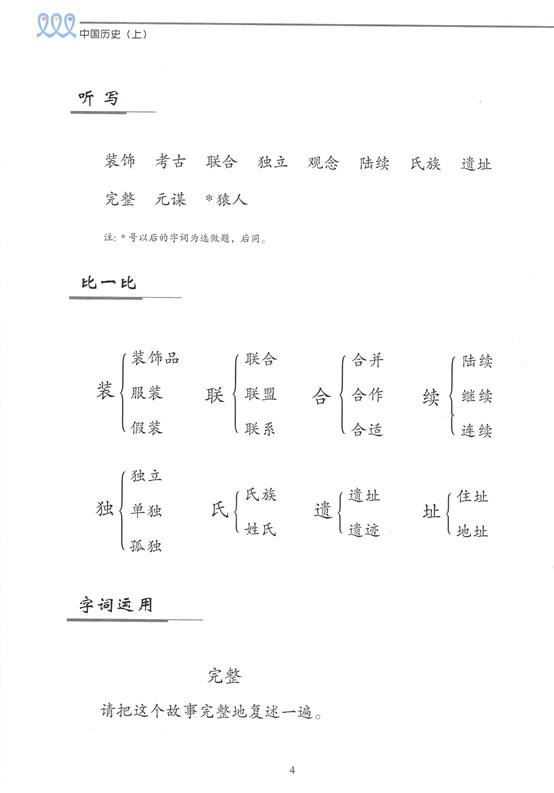 中国历史（上）
听写
装饰 考古 联合 独立 观念 陆续 氏族 遗址
完整 元谋 *猿人
注：*号以后的字词为选做题，后同。
比一比
装 装饰品 服装 假装
联 联合 联盟 联系
合 合并 合作 合适
续 陆续 继续 连续
独 独立 单独 孤独
氏 氏族 姓氏
遗 遗址 遗迹
址 住址 地址
字词运用
完整
请把这个故事完整地复述一遍。
4